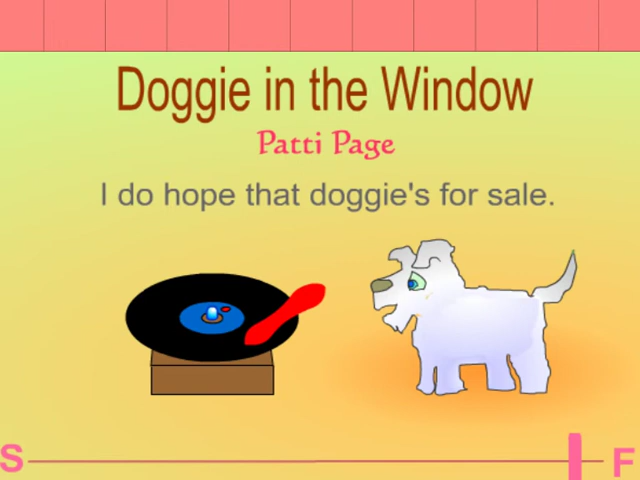 Doggie in the Window
Patti Page
I do hope that doggie's for sale.
S F